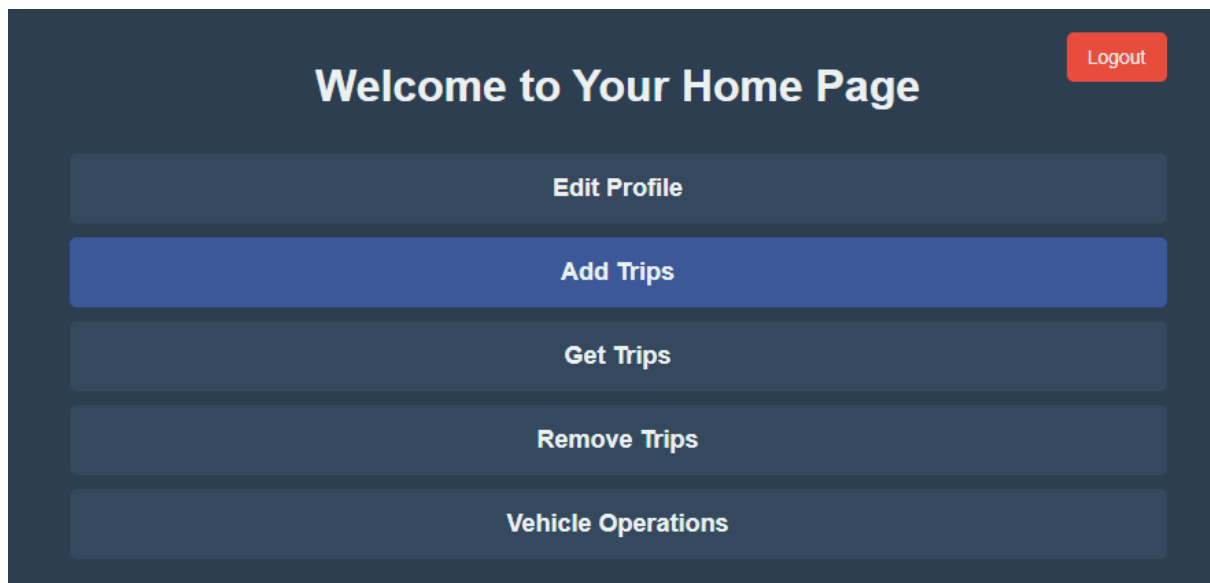 Logout
Welcome to Your Home Page
Edit Profile
Add Trips
Get Trips
Remove Trips
Vehicle Operations